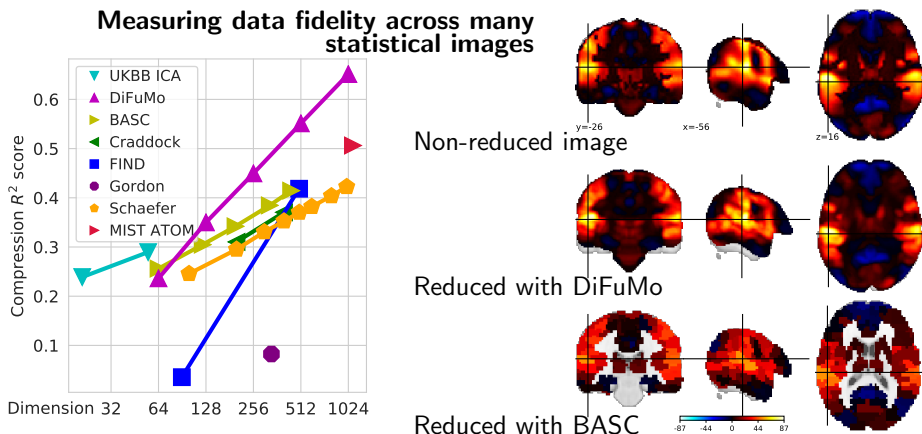 Measuring data fidelity across many
statistical images
UKBB ICA
DiFuMo
BASC
Craddock
FIND
Gordon
Schaefer
MIST ATOM
Compression R² score
0.6
0.5
0.4
0.3
0.2
0.1
Dimension 32 64 128 256 512 1024
y=-26 x=-56 z=16
Non-reduced image
Reduced with DiFuMo
Reduced with BASC
-87 -44 0 44 87